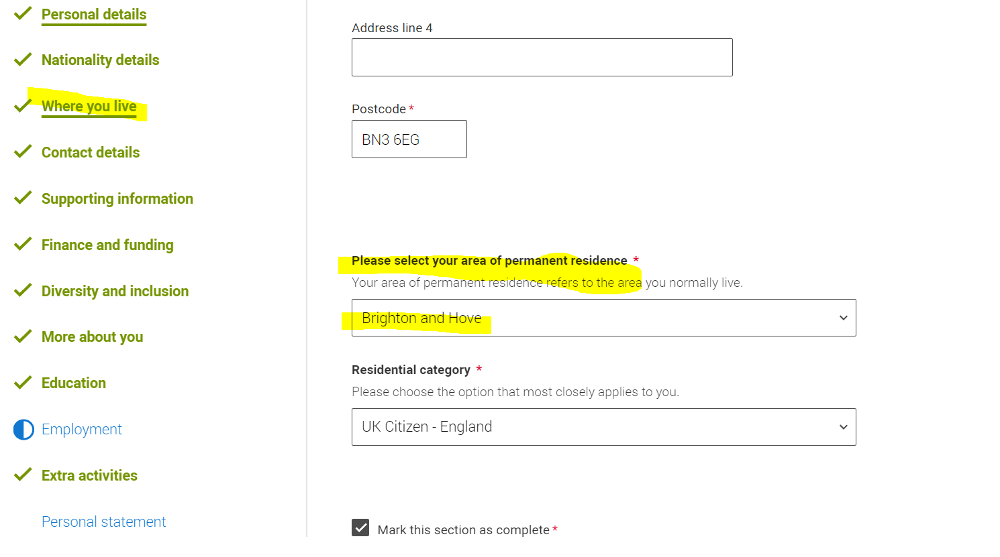 Personal details
Nationality details
Where you live
Contact details
Supporting information
Finance and funding
Diversity and inclusion
More about you
Education
Employment
Extra activities
Personal statement
Address line 4
Postcode *
BN3 6EG
Please select your area of permanent residence *
Your area of permanent residence refers to the area you normally live.
Brighton and Hove
Residential category *
Please choose the option that most closely applies to you.
UK Citizen - England
Mark this section as complete *